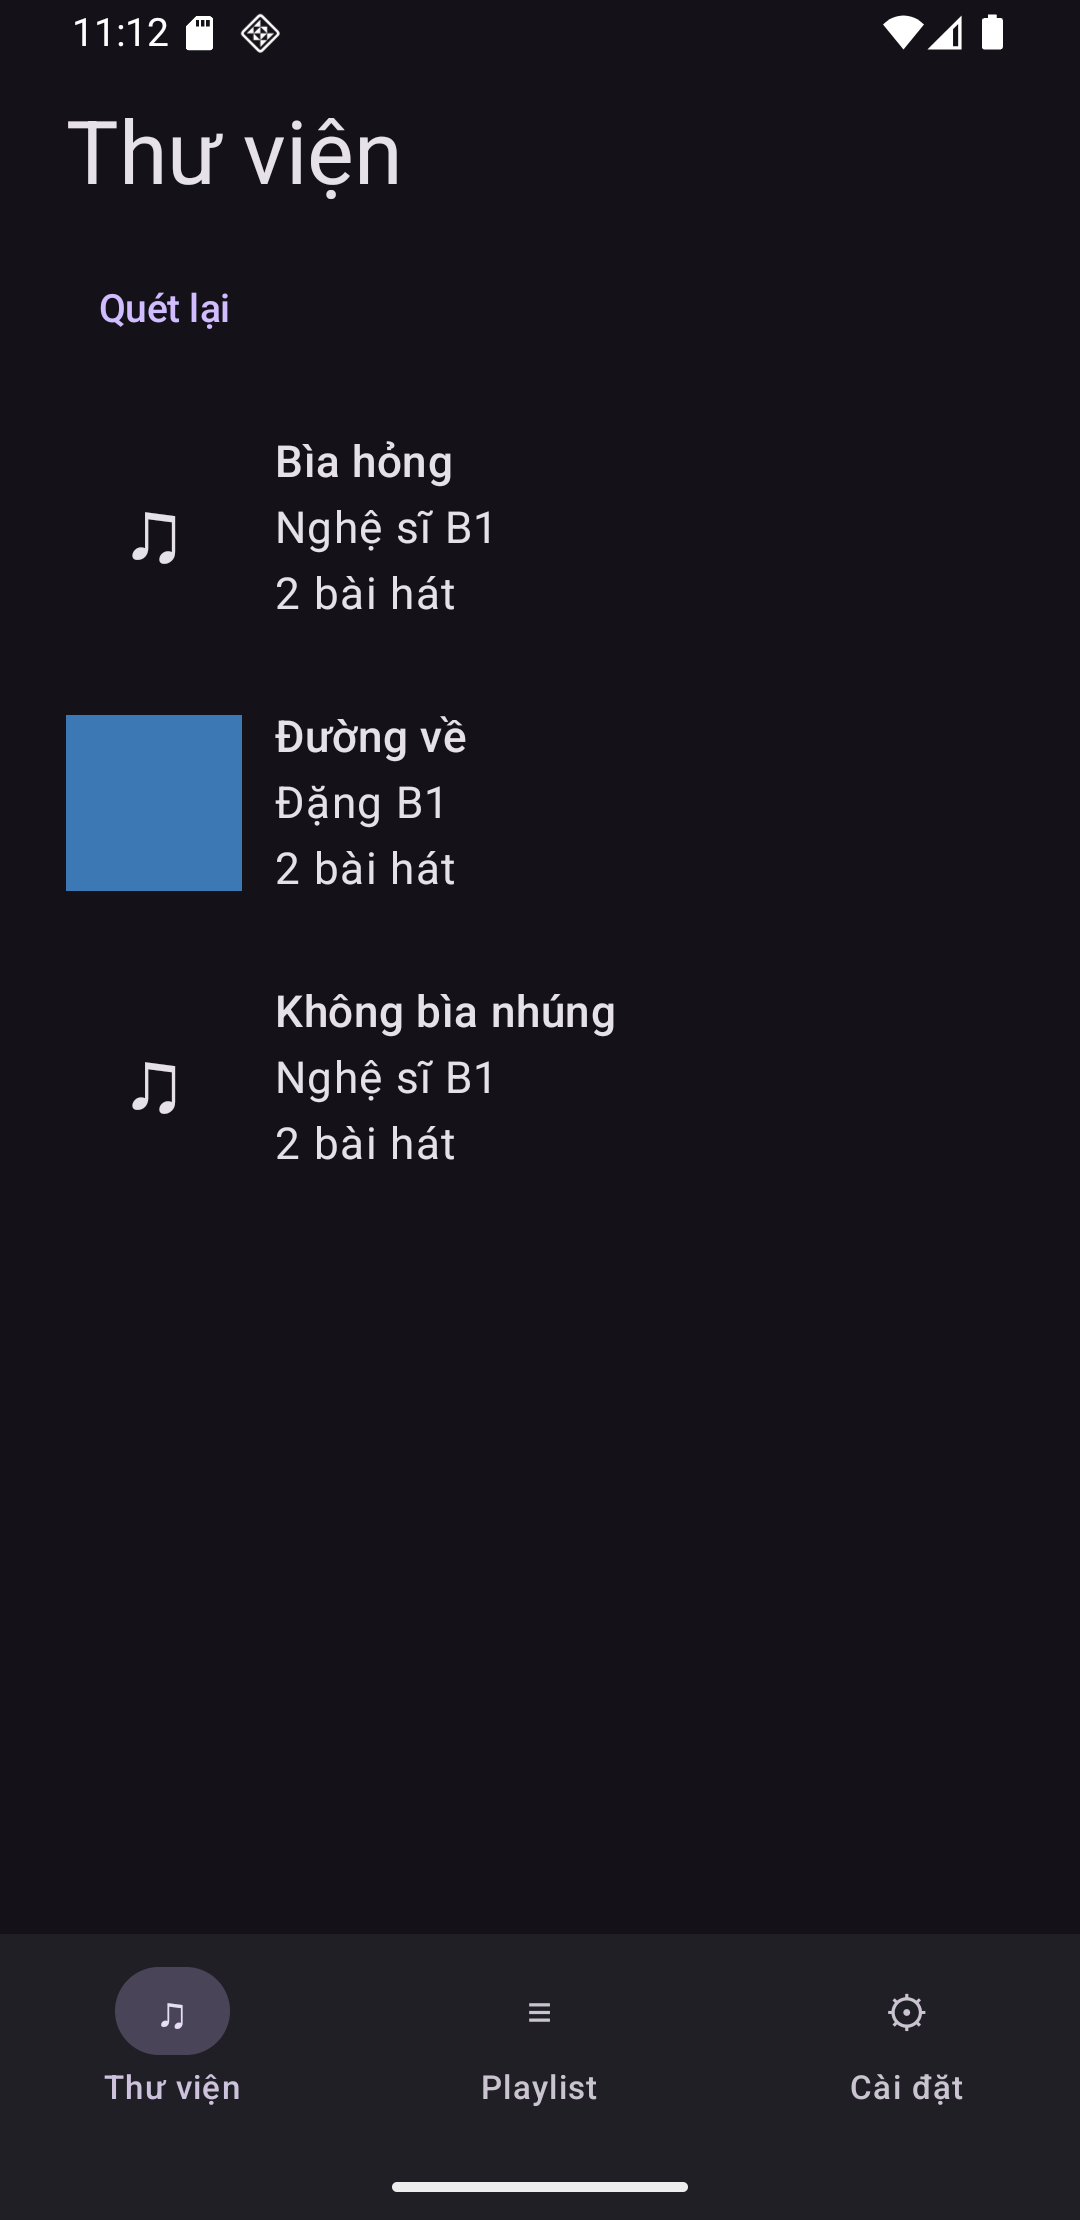 11:12
Thư viện
Quét lại
Bìa hỏng
Nghệ sĩ B1
2 bài hát
Đường về
Đặng B1
2 bài hát
Không bìa nhúng
Nghệ sĩ B1
2 bài hát
Thư viện
Playlist
Cài đặt